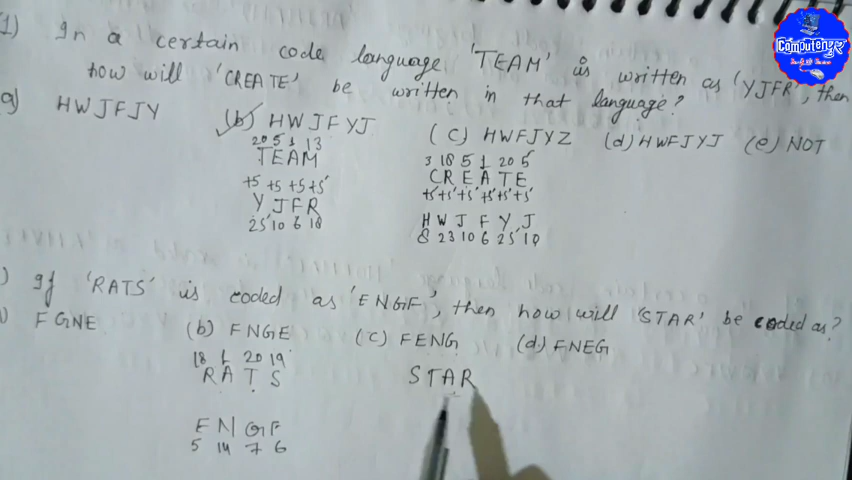 1) In a certain code language 'TEAM' is written as 'YJFR', then
how will 'CREATE' be written in that language?
a) HWJFJY (b) HWJFYJ (c) HWFJYZ (d) HWFJYJ (e) NOT
20 5 1 13 3 18 5 1 20 5
TEAM CREATE
+5 +5 +5 +5 +5 +5 +5 +5 +5 +5
YJFR HWJFYJ
25 10 6 18 8 23 10 6 25 10
) If 'RATS' is coded as 'ENGF', then how will 'STAR' be coded as?
) FGNE (b) FNGE (c) FENG (d) FNEG
18 1 20 19
RATS STAR
ENGF
5 14 7 6
Computengr